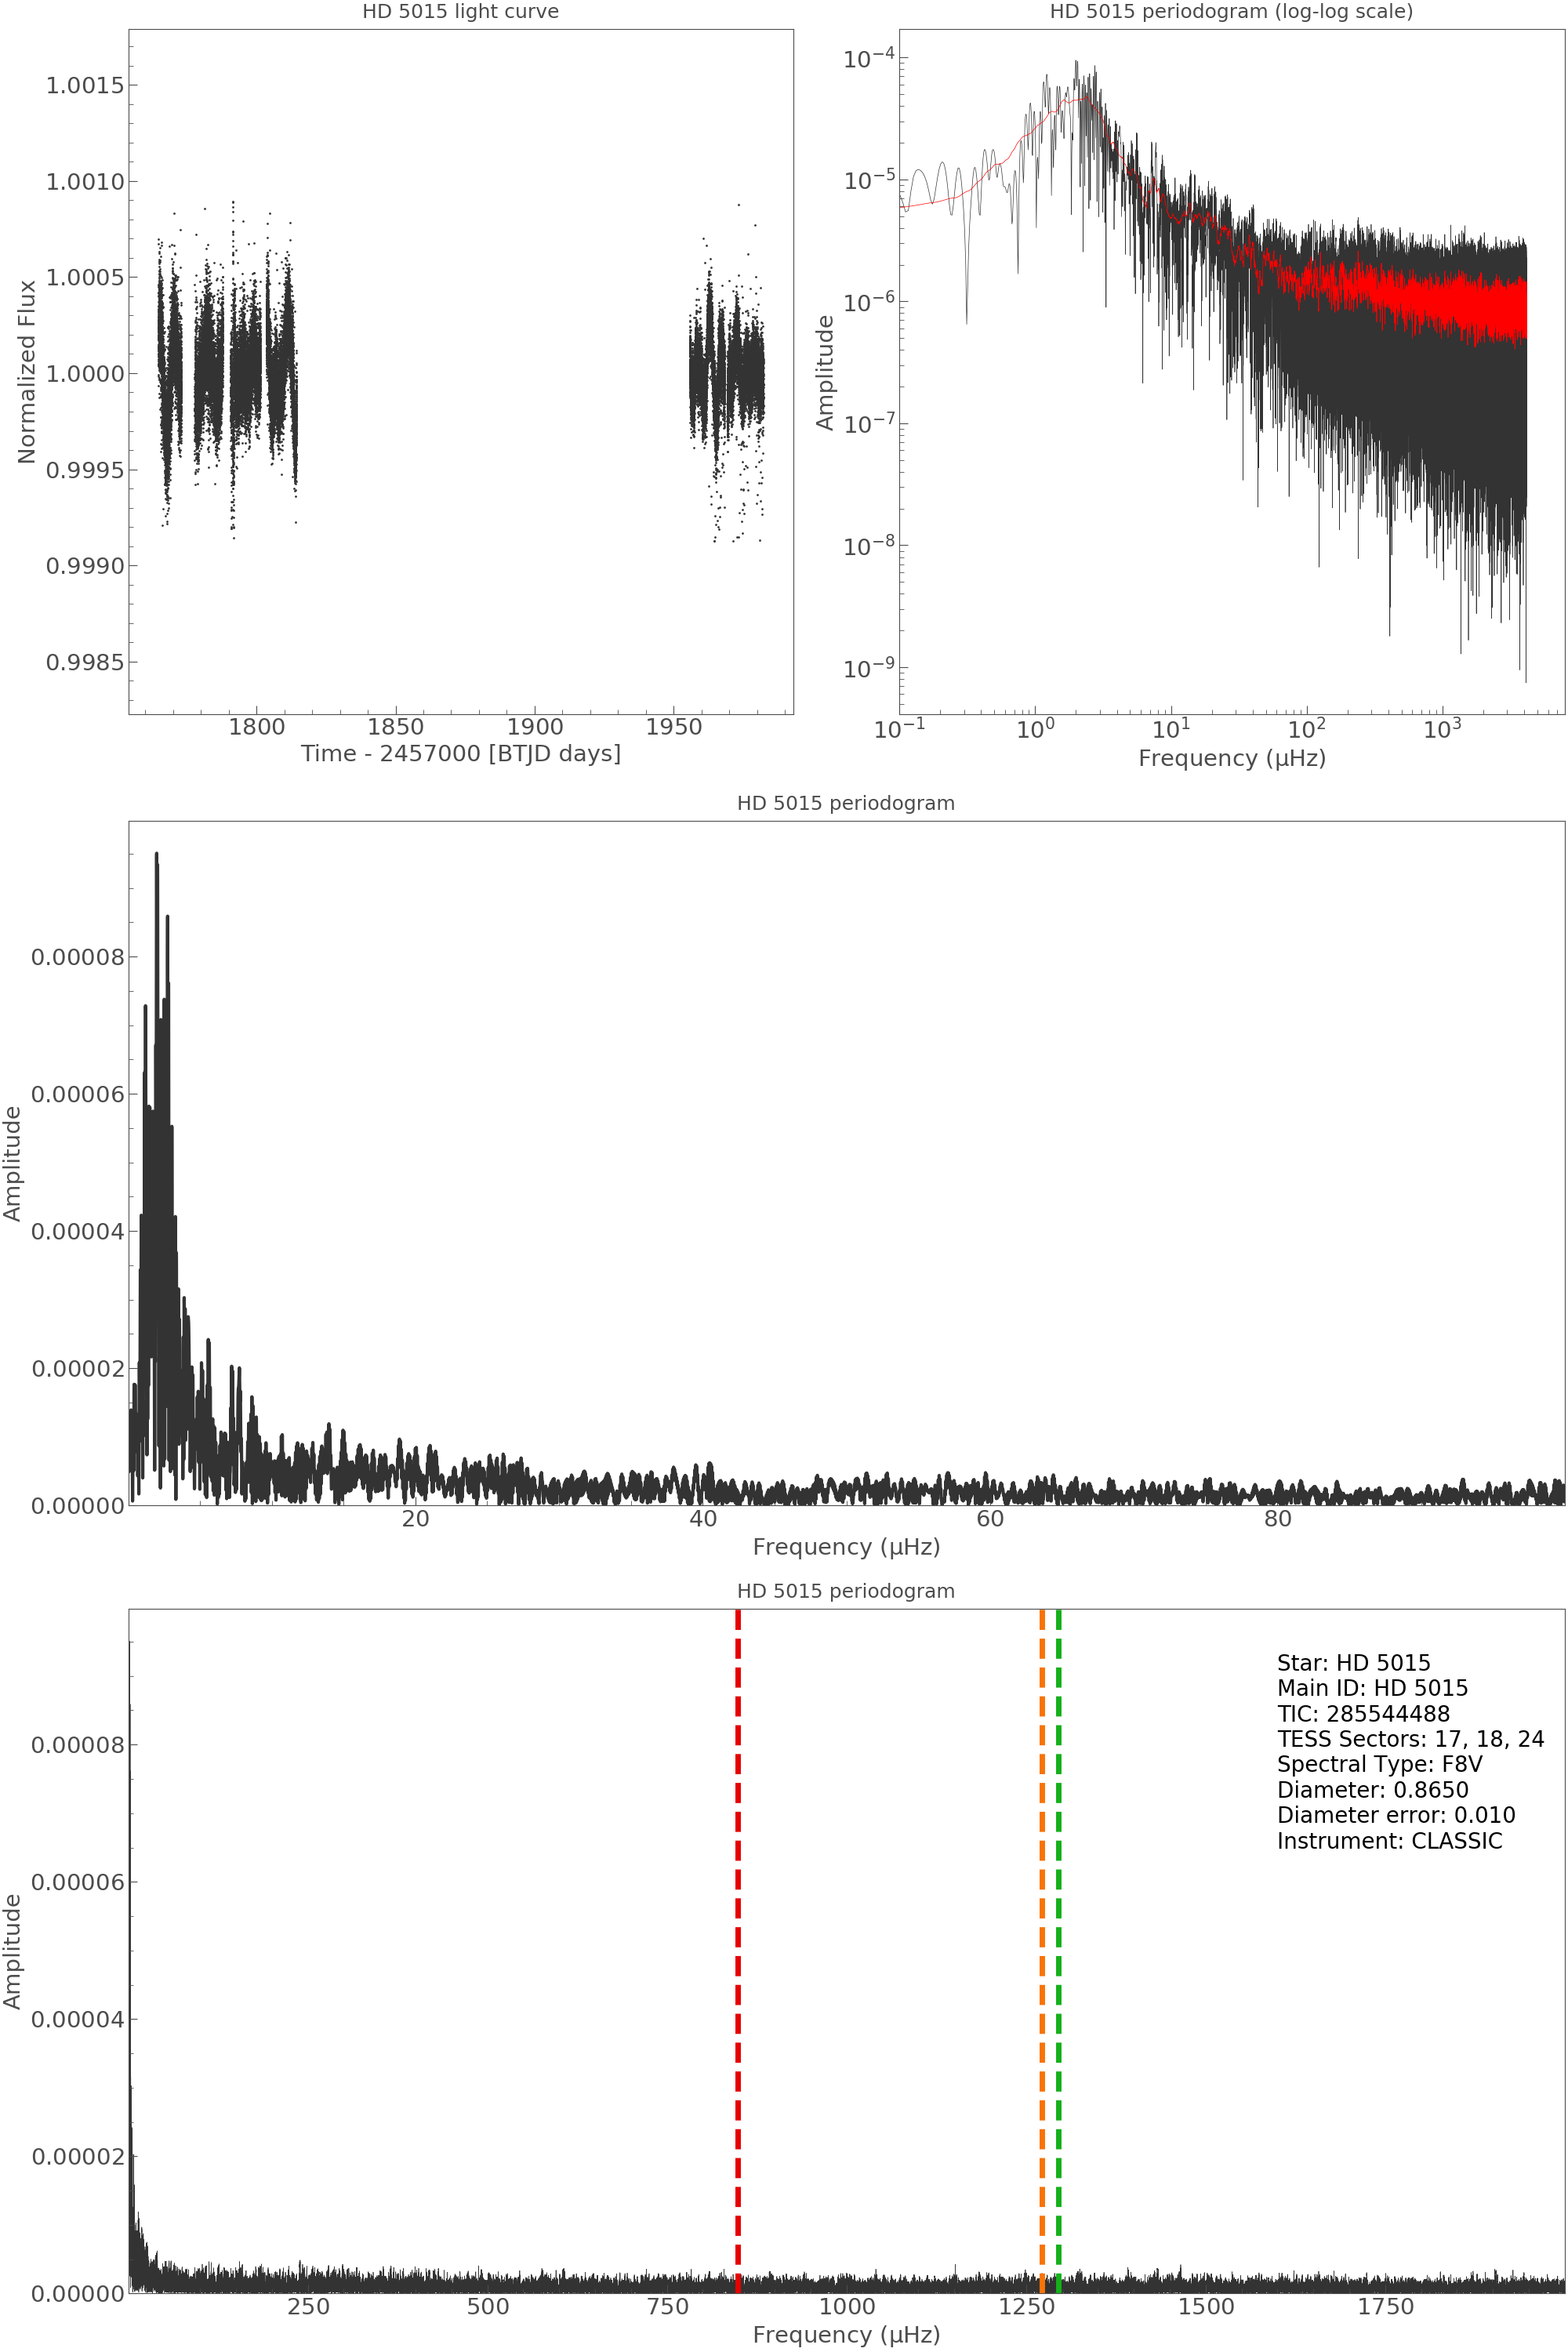 HD 5015 light curve
1.0015
1.0010
1.0005
1.0000
0.9995
0.9990
0.9985
Normalized Flux
1800
1850
1900
1950
Time - 2457000 [BTJD days]
HD 5015 periodogram (log-log scale)
10⁻⁴
10⁻⁵
10⁻⁶
10⁻⁷
10⁻⁸
10⁻⁹
Amplitude
10⁻¹
10⁰
10¹
10²
10³
Frequency (μHz)
HD 5015 periodogram
0.00008
0.00006
0.00004
0.00002
0.00000
Amplitude
20
40
60
80
Frequency (μHz)
HD 5015 periodogram
0.00008
0.00006
0.00004
0.00002
0.00000
Amplitude
Star: HD 5015
Main ID: HD 5015
TIC: 285544488
TESS Sectors: 17, 18, 24
Spectral Type: F8V
Diameter: 0.8650
Diameter error: 0.010
Instrument: CLASSIC
250
500
750
1000
1250
1500
1750
Frequency (μHz)